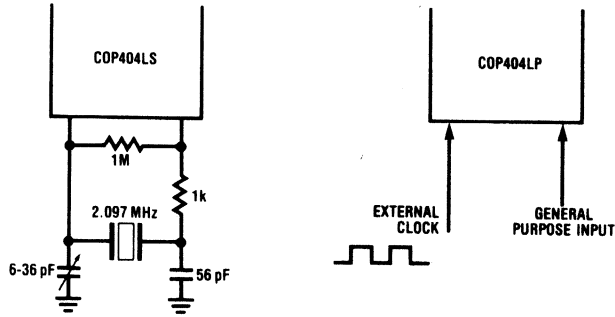 COP404LS
1M
1k
2.097 MHz
6-36 pF
56 pF
COP404LP
EXTERNAL
CLOCK
GENERAL
PURPOSE INPUT